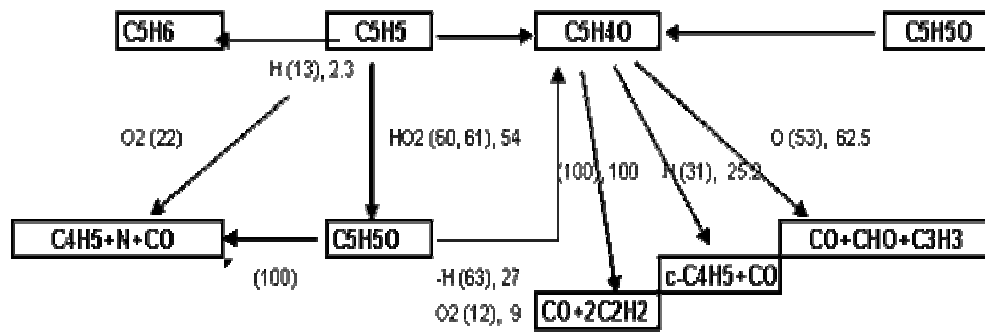 C5H6 C5H5 C5H4O C5H5O
H (13), 2.3
O2 (22) HO2 (60, 61), 54 O (53), 62.5
(100), 100 H (31), 25.2
C4H5+N+CO C5H5O CO+CHO+C3H3
(100) -H (63), 27 c-C4H5+CO
O2 (12), 9 CO+2C2H2